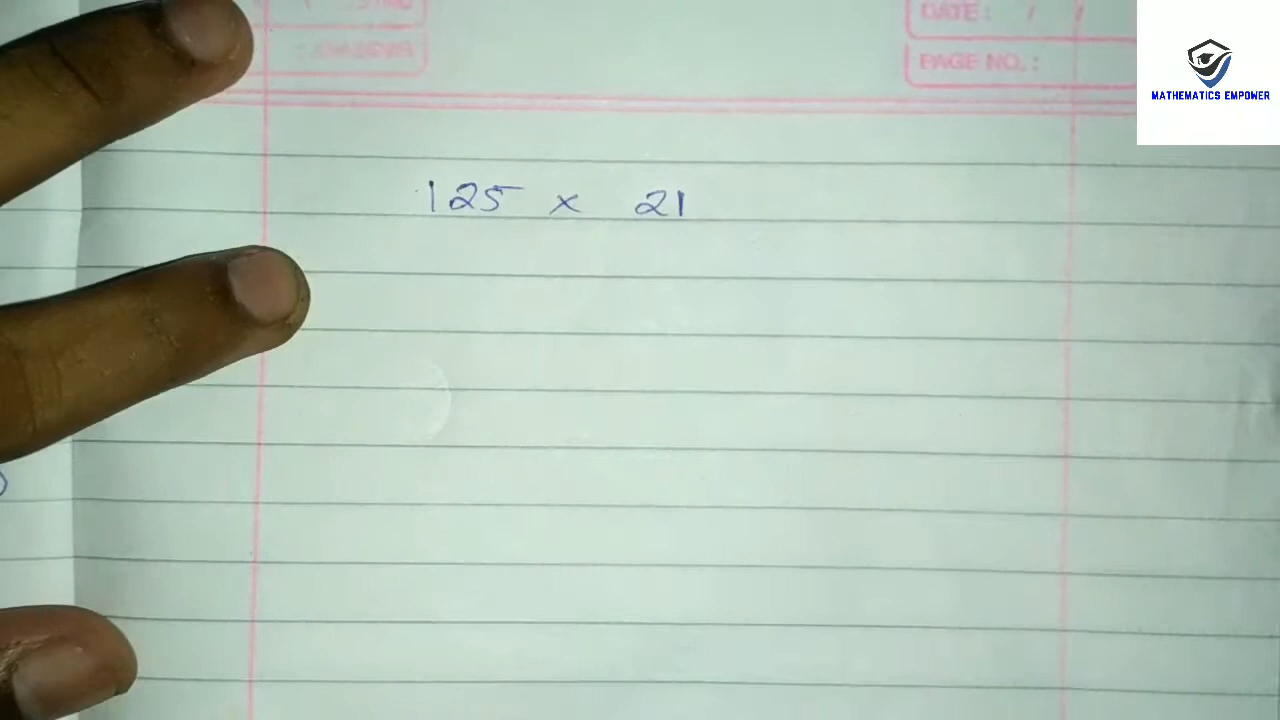 DATE : / /
PAGE NO. :
MATHEMATICS EMPOWER
125 x 21